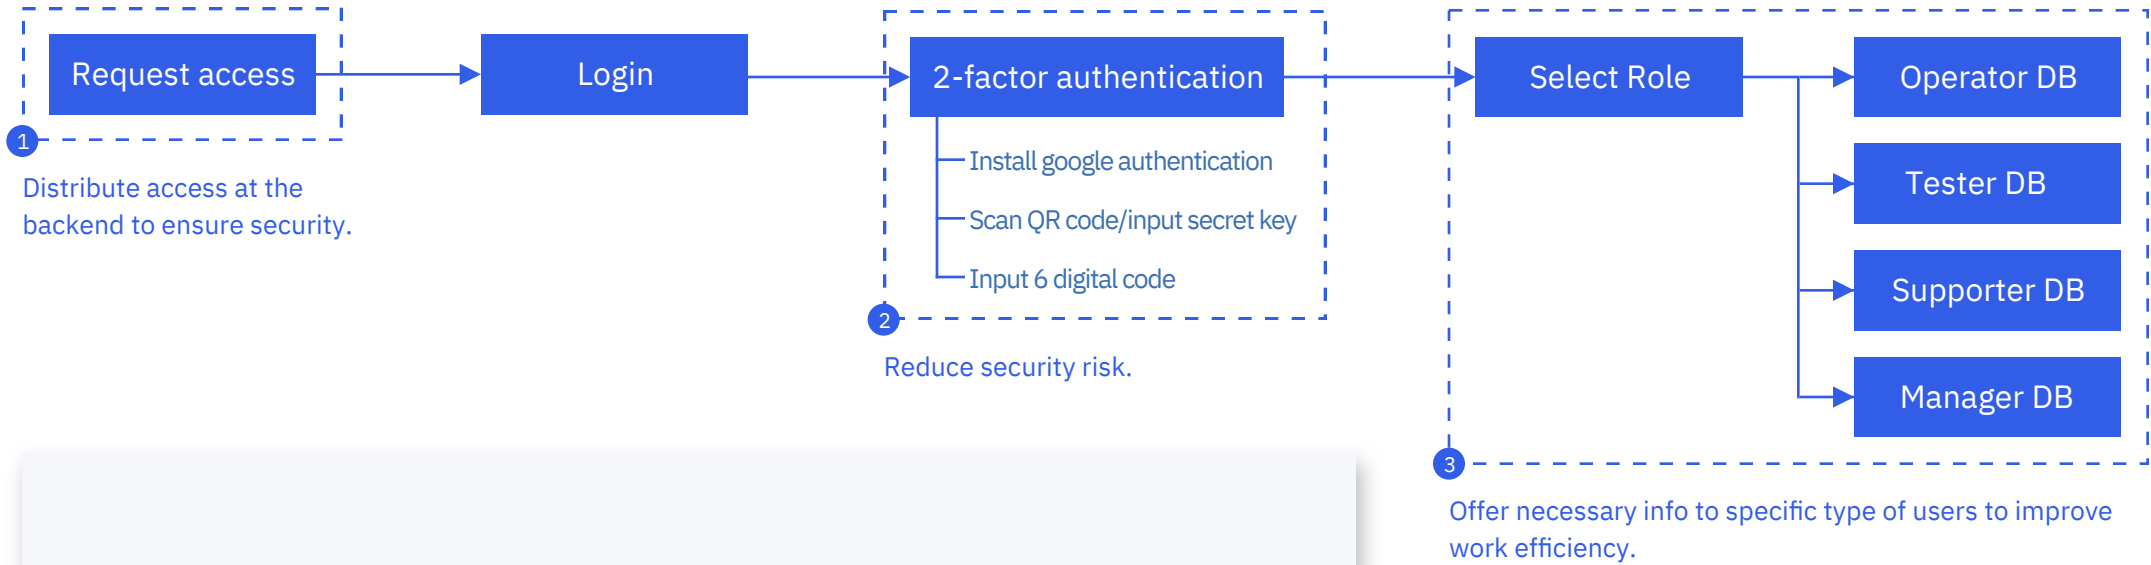 Request access
Login
2-factor authentication
Select Role
Operator DB
Tester DB
Supporter DB
Manager DB
1
Distribute access at the
backend to ensure security.
Install google authentication
Scan QR code/input secret key
Input 6 digital code
2
Reduce security risk.
3
Offer necessary info to specific type of users to improve
work efficiency.